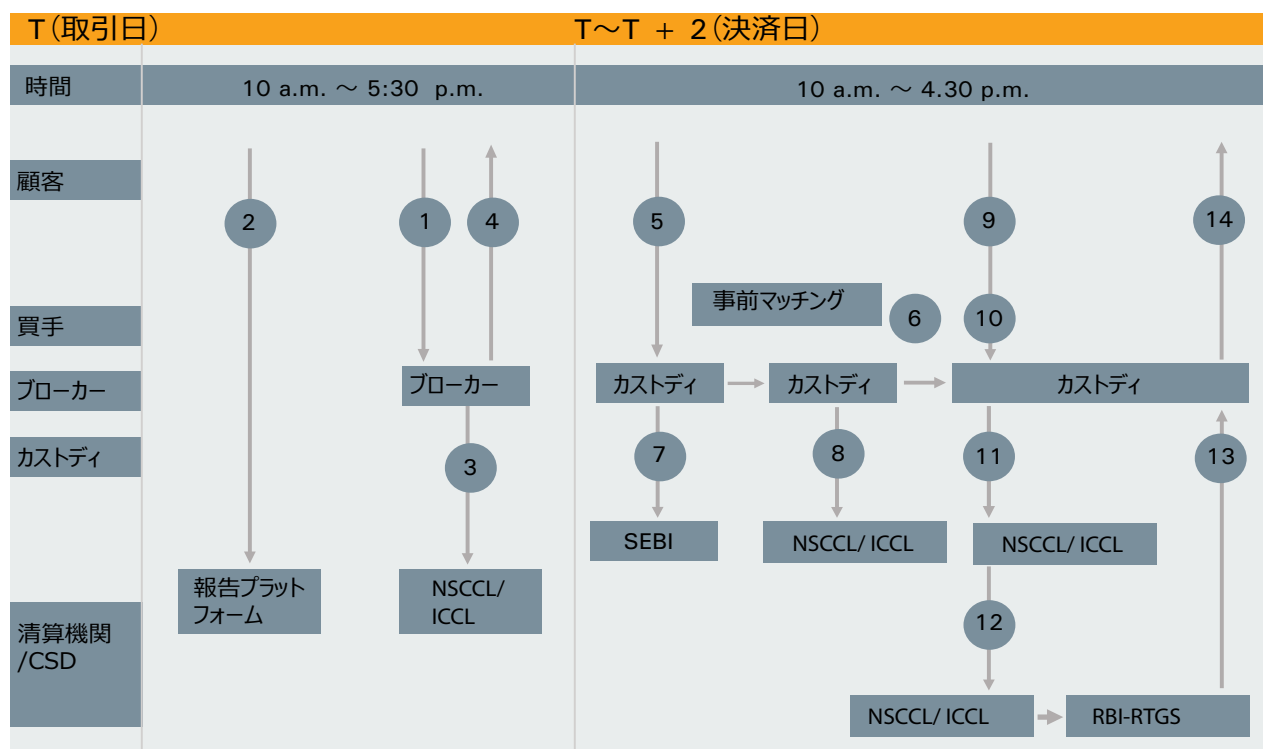 T(取引日)
T～T + 2(決済日)
時間
10 a.m. ～ 5:30 p.m.
10 a.m. ～ 4.30 p.m.
顧客
2
1
4
5
9
14
事前マッチング
6
10
買手
ブローカー
ブローカー
カストディ
カストディ
カストディ
カストディ
3
7
8
11
13
SEBI
NSCCL/ ICCL
NSCCL/ ICCL
報告プラット
フォーム
NSCCL/
ICCL
清算機関
/CSD
12
NSCCL/ ICCL
RBI-RTGS